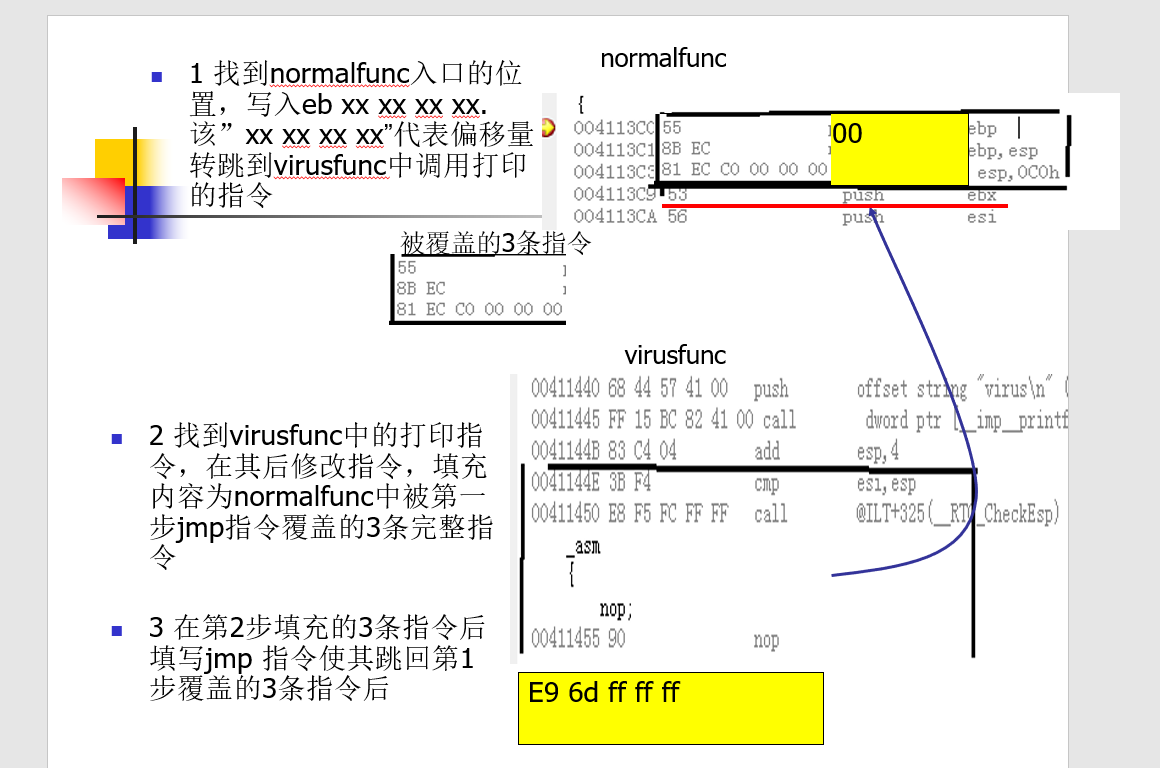 normalfunc
1 找到normalfunc入口的位
置，写入eb xx xx xx xx.
该”xx xx xx xx”代表偏移量
转跳到virusfunc中调用打印
的指令
{
004113C0 55 ebp
004113C1 8B EC ebp,esp
004113C3 81 EC C0 00 00 00 esp,0C0h
00
004113C9 53 push ebx
004113CA 56 push esi
被覆盖的3条指令
55
8B EC
81 EC C0 00 00 00
virusfunc
00411440 68 44 57 41 00 push offset string "virus\n" (
00411445 FF 15 BC 82 41 00 call dword ptr [__imp__printf
0041144B 83 C4 04 add esp,4
0041144E 3B F4 cmp esi,esp
00411450 E8 F5 FC FF FF call @ILT+325(__RTC_CheckEsp)
_asm
{
nop;
00411455 90 nop
2 找到virusfunc中的打印指
令，在其后修改指令，填充
内容为normalfunc中被第一
步jmp指令覆盖的3条完整指
令
3 在第2步填充的3条指令后
填写jmp 指令使其跳回第1
步覆盖的3条指令后
E9 6d ff ff ff